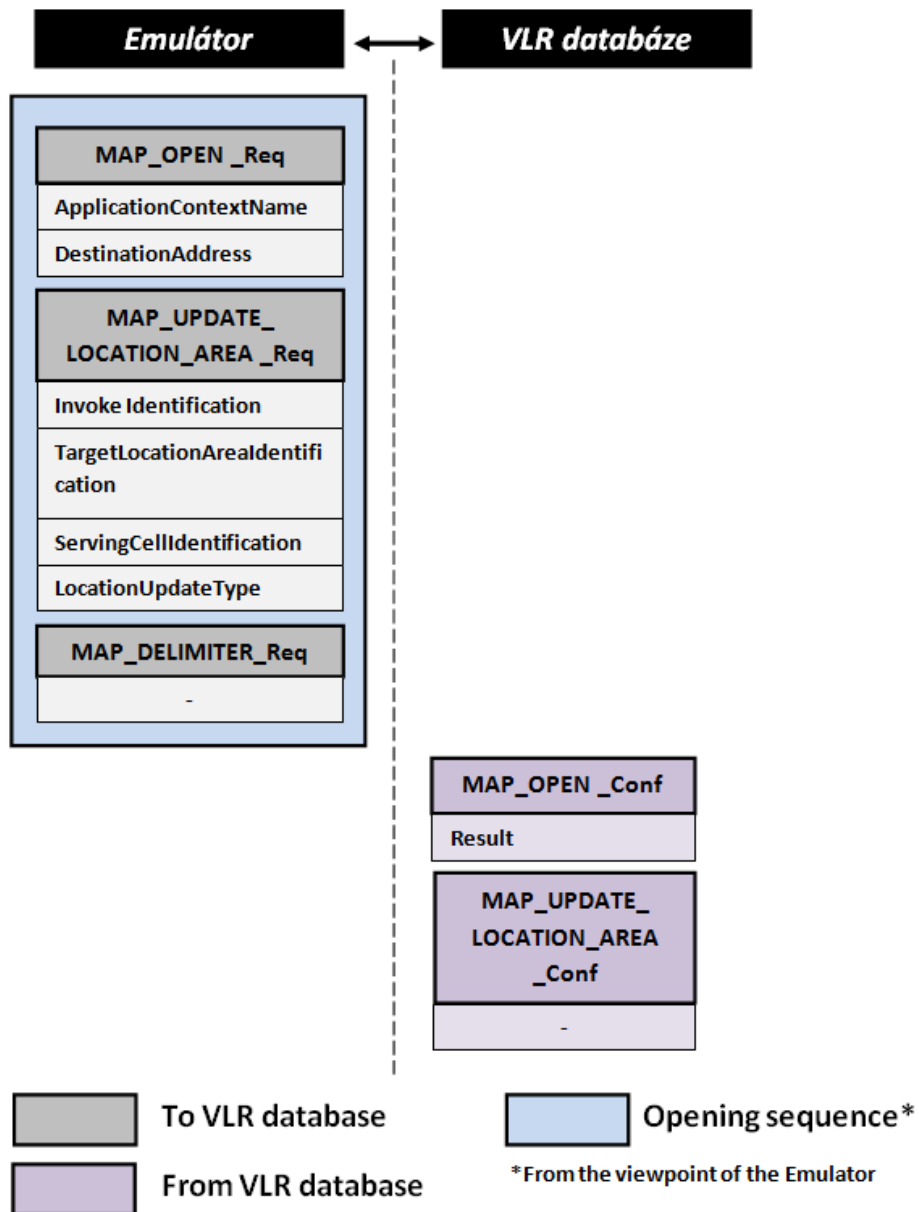 Emulátor
VLR databáze
MAP_OPEN _Req
ApplicationContextName
DestinationAddress
MAP_UPDATE_
LOCATION_AREA _Req
Invoke Identification
TargetLocationAreaIdentifi
cation
ServingCellIdentification
LocationUpdateType
MAP_DELIMITER_Req
-
MAP_OPEN _Conf
Result
MAP_UPDATE_
LOCATION_AREA
_Conf
-
To VLR database
From VLR database
Opening sequence*
*From the viewpoint of the Emulator